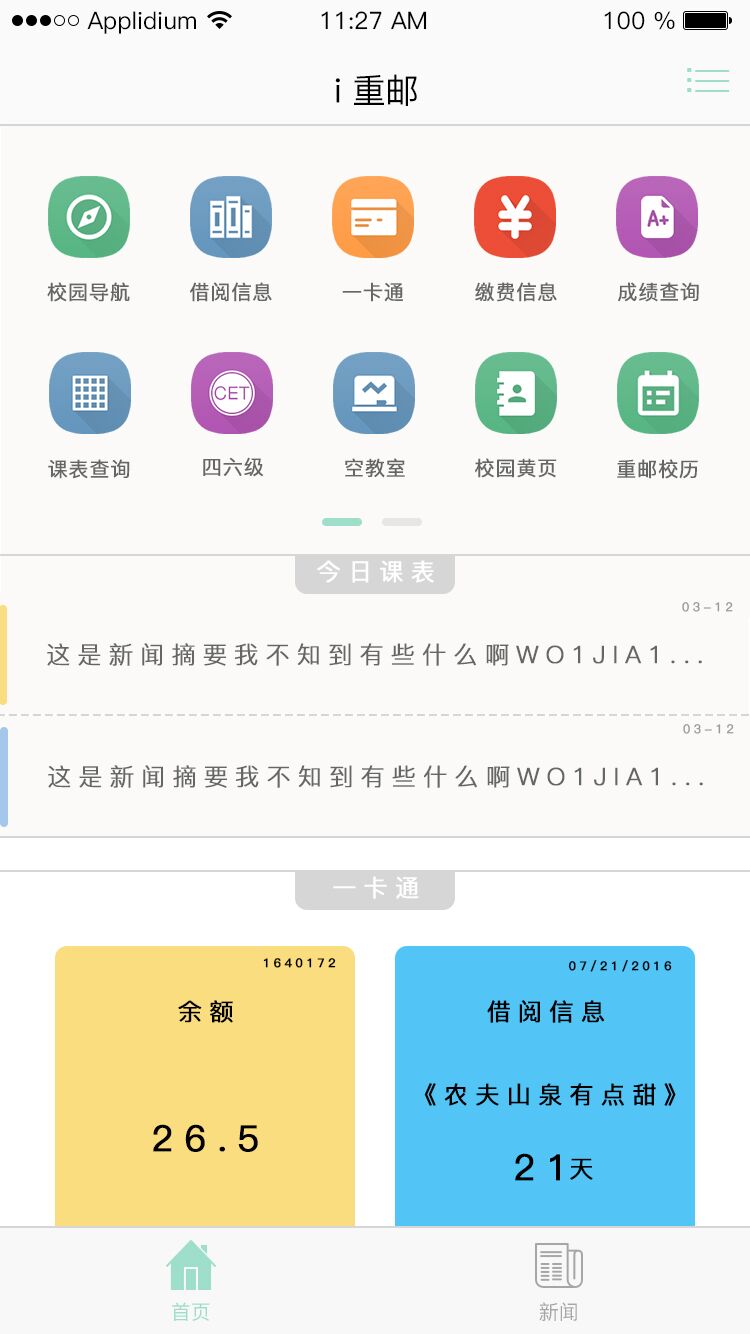 Applidium 11:27 AM 100 %
i 重邮
¥ A+
校园导航 借阅信息 一卡通 缴费信息 成绩查询
CET
课表查询 四六级 空教室 校园黄页 重邮校历
今日课表
03-12
这是新闻摘要我不知到有些什么啊WO1JIA1...
03-12
这是新闻摘要我不知到有些什么啊WO1JIA1...
一卡通
1640172 07/21/2016
余额 借阅信息
《农夫山泉有点甜》
26.5 21天
首页 新闻